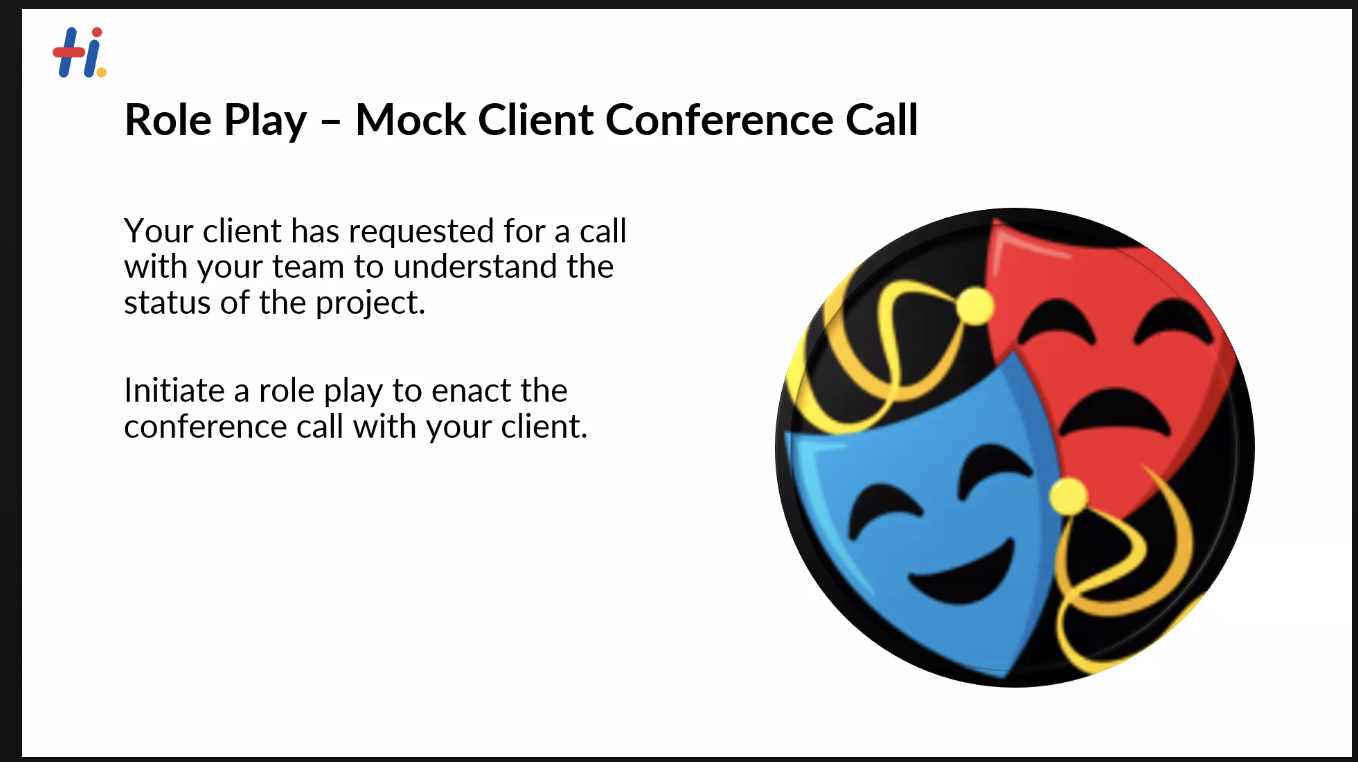 Hi.
Role Play – Mock Client Conference Call
Your client has requested for a call
with your team to understand the
status of the project.
Initiate a role play to enact the
conference call with your client.